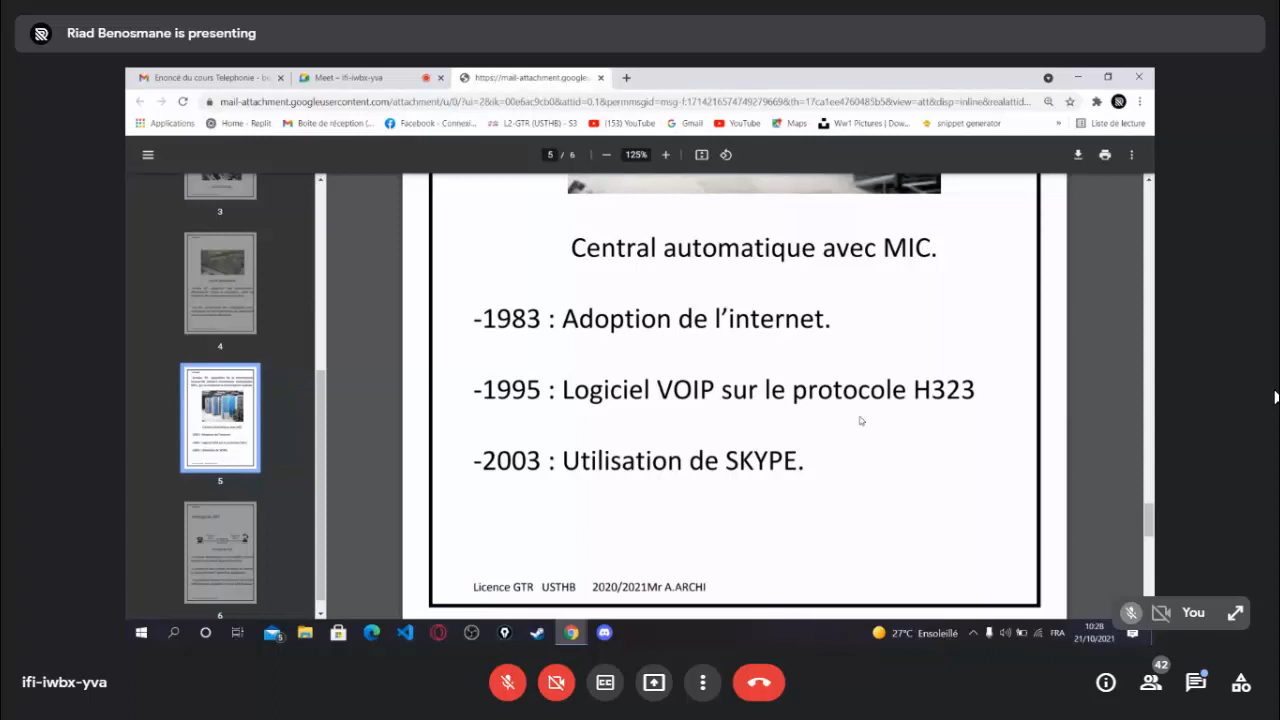 Riad Benosmane is presenting
Enoncé du cours Telephonie - b
Meet – ifi-iwbx-yva
https://mail-attachment.google
mail-attachment.googleusercontent.com/attachment/u/0/?ui=2&ik=00e6ac9cb0&attid=0.1&permmsgid=msg-f:1714216574749279669&th=17ca1ee4760485b5&view=att&disp=inline&realattid...
Applications Home - Replit Boîte de réception (... Facebook - Connexi... L2-GTR (USTHB) - S3 (153) YouTube Gmail YouTube Maps Ww1 Pictures | Dow... snippet generator » Liste de lecture
5 / 6 125%
3
4
5
6
Central automatique avec MIC.
-1983 : Adoption de l’internet.
-1995 : Logiciel VOIP sur le protocole H323
-2003 : Utilisation de SKYPE.
Licence GTR USTHB 2020/2021Mr A.ARCHI
You
27°C Ensoleillé FRA 10:28
21/10/2021
ifi-iwbx-yva
42